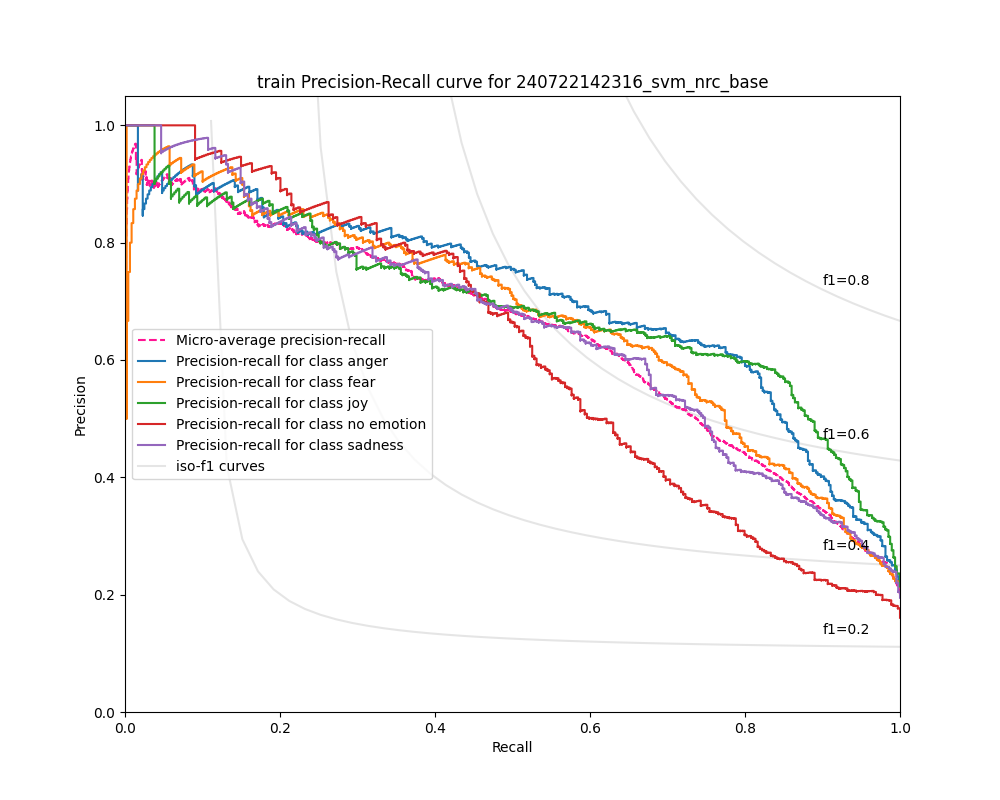 train Precision-Recall curve for 240722142316_svm_nrc_base
1.0
0.8
0.6
0.4
0.2
0.0
Precision
f1=0.8
f1=0.6
f1=0.4
f1=0.2
Micro-average precision-recall
Precision-recall for class anger
Precision-recall for class fear
Precision-recall for class joy
Precision-recall for class no emotion
Precision-recall for class sadness
iso-f1 curves
0.0 0.2 0.4 0.6 0.8 1.0
Recall